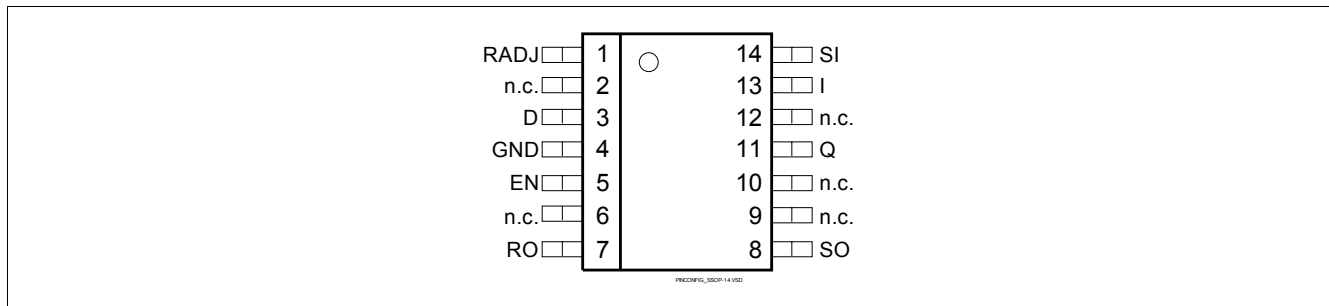 RADJ 1 14 SI
n.c. 2 13 I
D 3 12 n.c.
GND 4 11 Q
EN 5 10 n.c.
n.c. 6 9 n.c.
RO 7 8 SO
PINCONFIG_SSOP-14.VSD